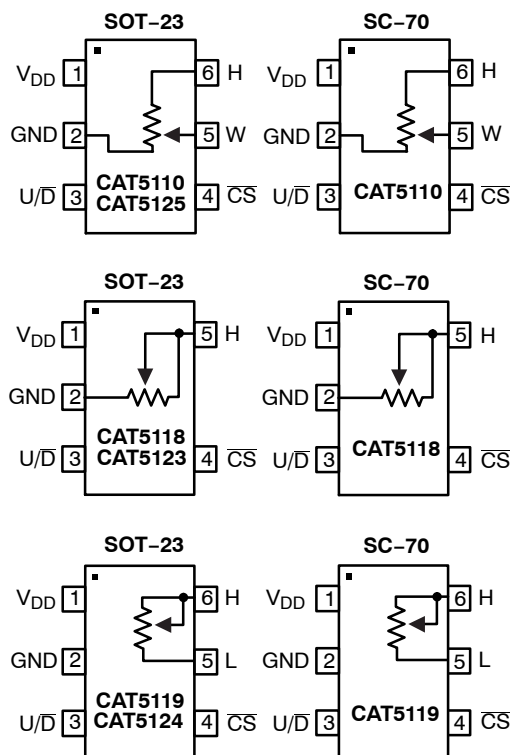 SOT–23 SC–70
V_DD 1 6 H V_DD 1 6 H
GND 2 5 W GND 2 5 W
U/D̅ 3 4 C̅S̅ U/D̅ 3 4 C̅S̅
CAT5110
CAT5125
CAT5110
SOT–23 SC–70
V_DD 1 5 H V_DD 1 5 H
GND 2 GND 2
U/D̅ 3 4 C̅S̅ U/D̅ 3 4 C̅S̅
CAT5118
CAT5123
CAT5118
SOT–23 SC–70
V_DD 1 6 H V_DD 1 6 H
GND 2 5 L GND 2 5 L
U/D̅ 3 4 C̅S̅ U/D̅ 3 4 C̅S̅
CAT5119
CAT5124
CAT5119